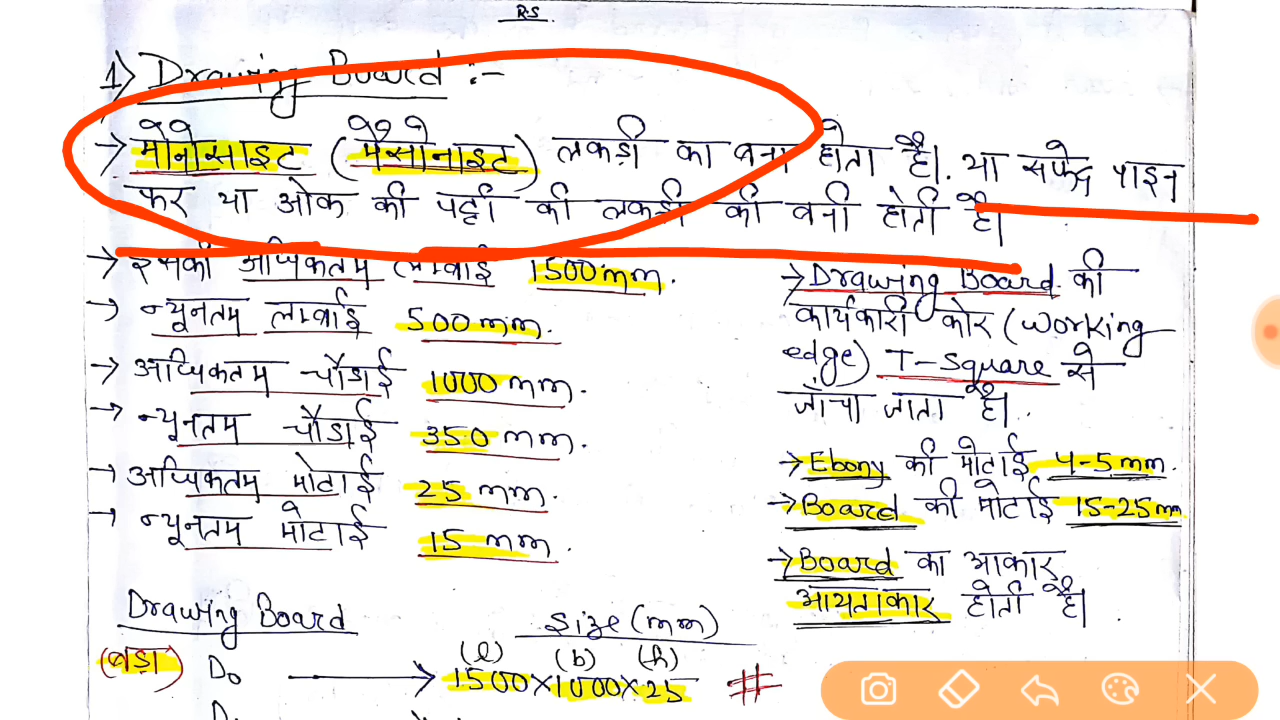 RS
1) Drawing Board :-
→ मोनोसाइट (मेसोनाइट) लकड़ी का बना होता है। या सफेद पाइन
फर या ओक की पट्टी की लकड़ी की बनी होती है।
→ इसकी अधिकतम लम्बाई 1500mm.
→ न्यूनतम लम्बाई 500mm.
→ अधिकतम चौड़ाई 1000mm.
→ न्यूनतम चौडाई 350mm.
→ अधिकतम मोटाई 25mm.
→ न्यूनतम मोटाई 15mm.
→ Drawing Board की
कार्यकारी कोर (working
edge) T-Square से
जाँचा जाता है।
→ Ebony की मोटाई 4-5mm.
→ Board की मोटाई 15-25mm
→ Board का आकार
आयताकार होती है।
Drawing Board Size (mm)
(l) (b) (h)
(बड़ा) D₀ → 1500×1000×25 #